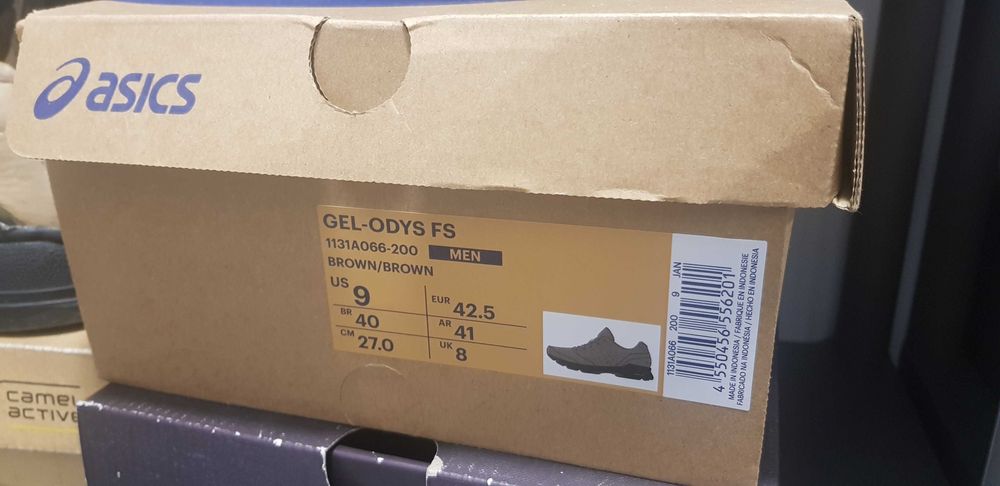 asics
GEL-ODYS FS
1131A066-200 MEN
BROWN/BROWN
US 9 EUR 42.5
BR 40 AR 41
CM 27.0 UK 8
1131A066 200 9 JAN
4 550456 556201
MADE IN INDONESIA / FABRIQUE EN INDONESIE
FABRICADO NA INDONÉSIA / HECHO EN INDONESIA
camel
active